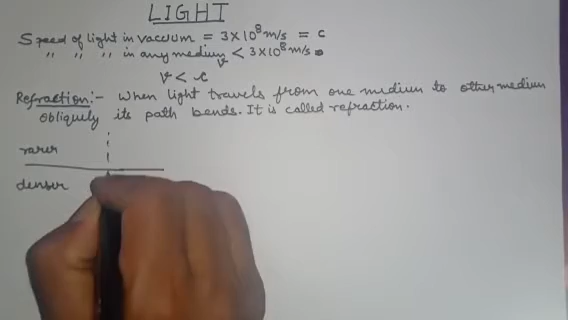 LIGHT
Speed of light in vaccum = 3×10⁸ m/s = c
" " " in any medium < 3×10⁸ m/s
v
v < c
Refraction:- When light travels from one medium to other medium
obliquely its path bends. It is called refraction.
rarer
denser